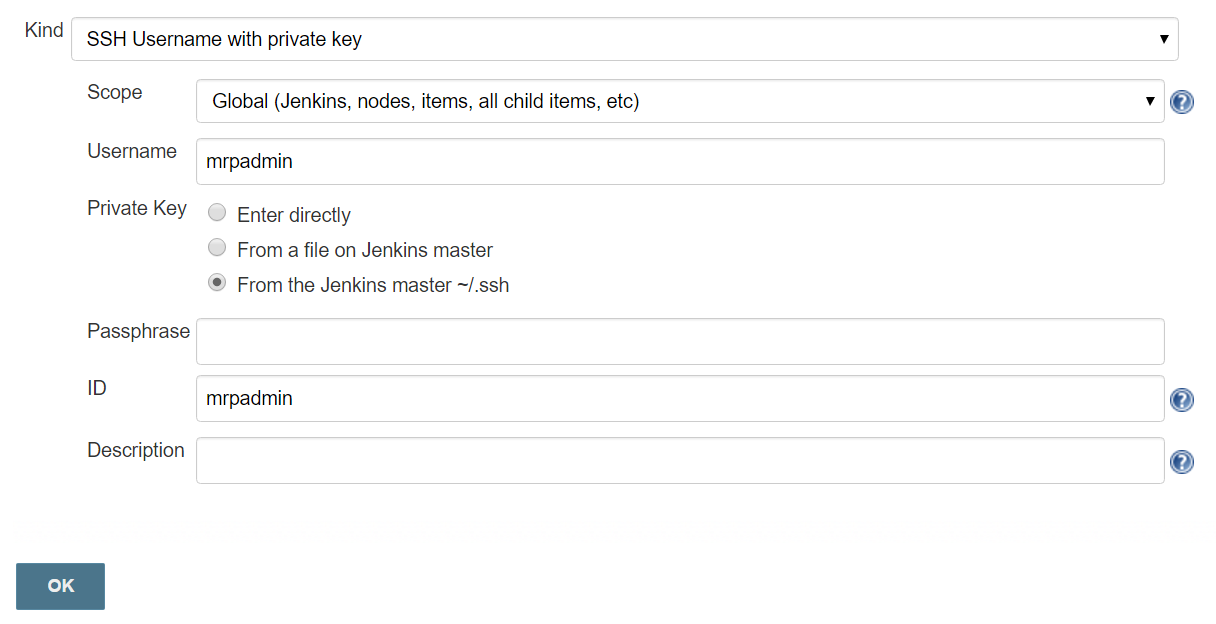 Kind
SSH Username with private key
Scope
Global (Jenkins, nodes, items, all child items, etc)
Username
mrpadmin
Private Key
Enter directly
From a file on Jenkins master
From the Jenkins master ~/.ssh
Passphrase
ID
mrpadmin
Description
OK